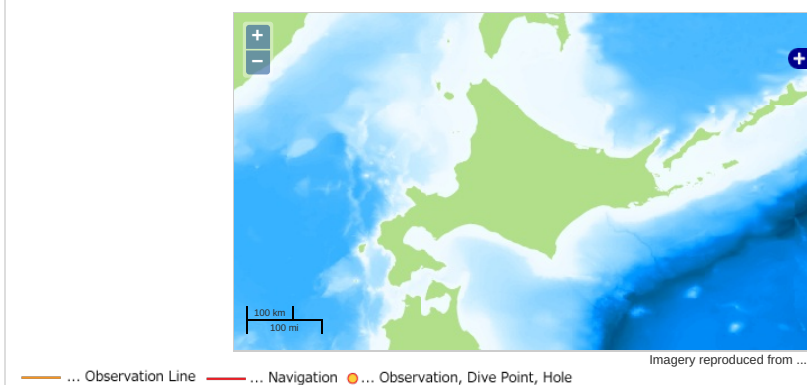 +
−
+
100 km
100 mi
Imagery reproduced from ...
... Observation Line ... Navigation ... Observation, Dive Point, Hole